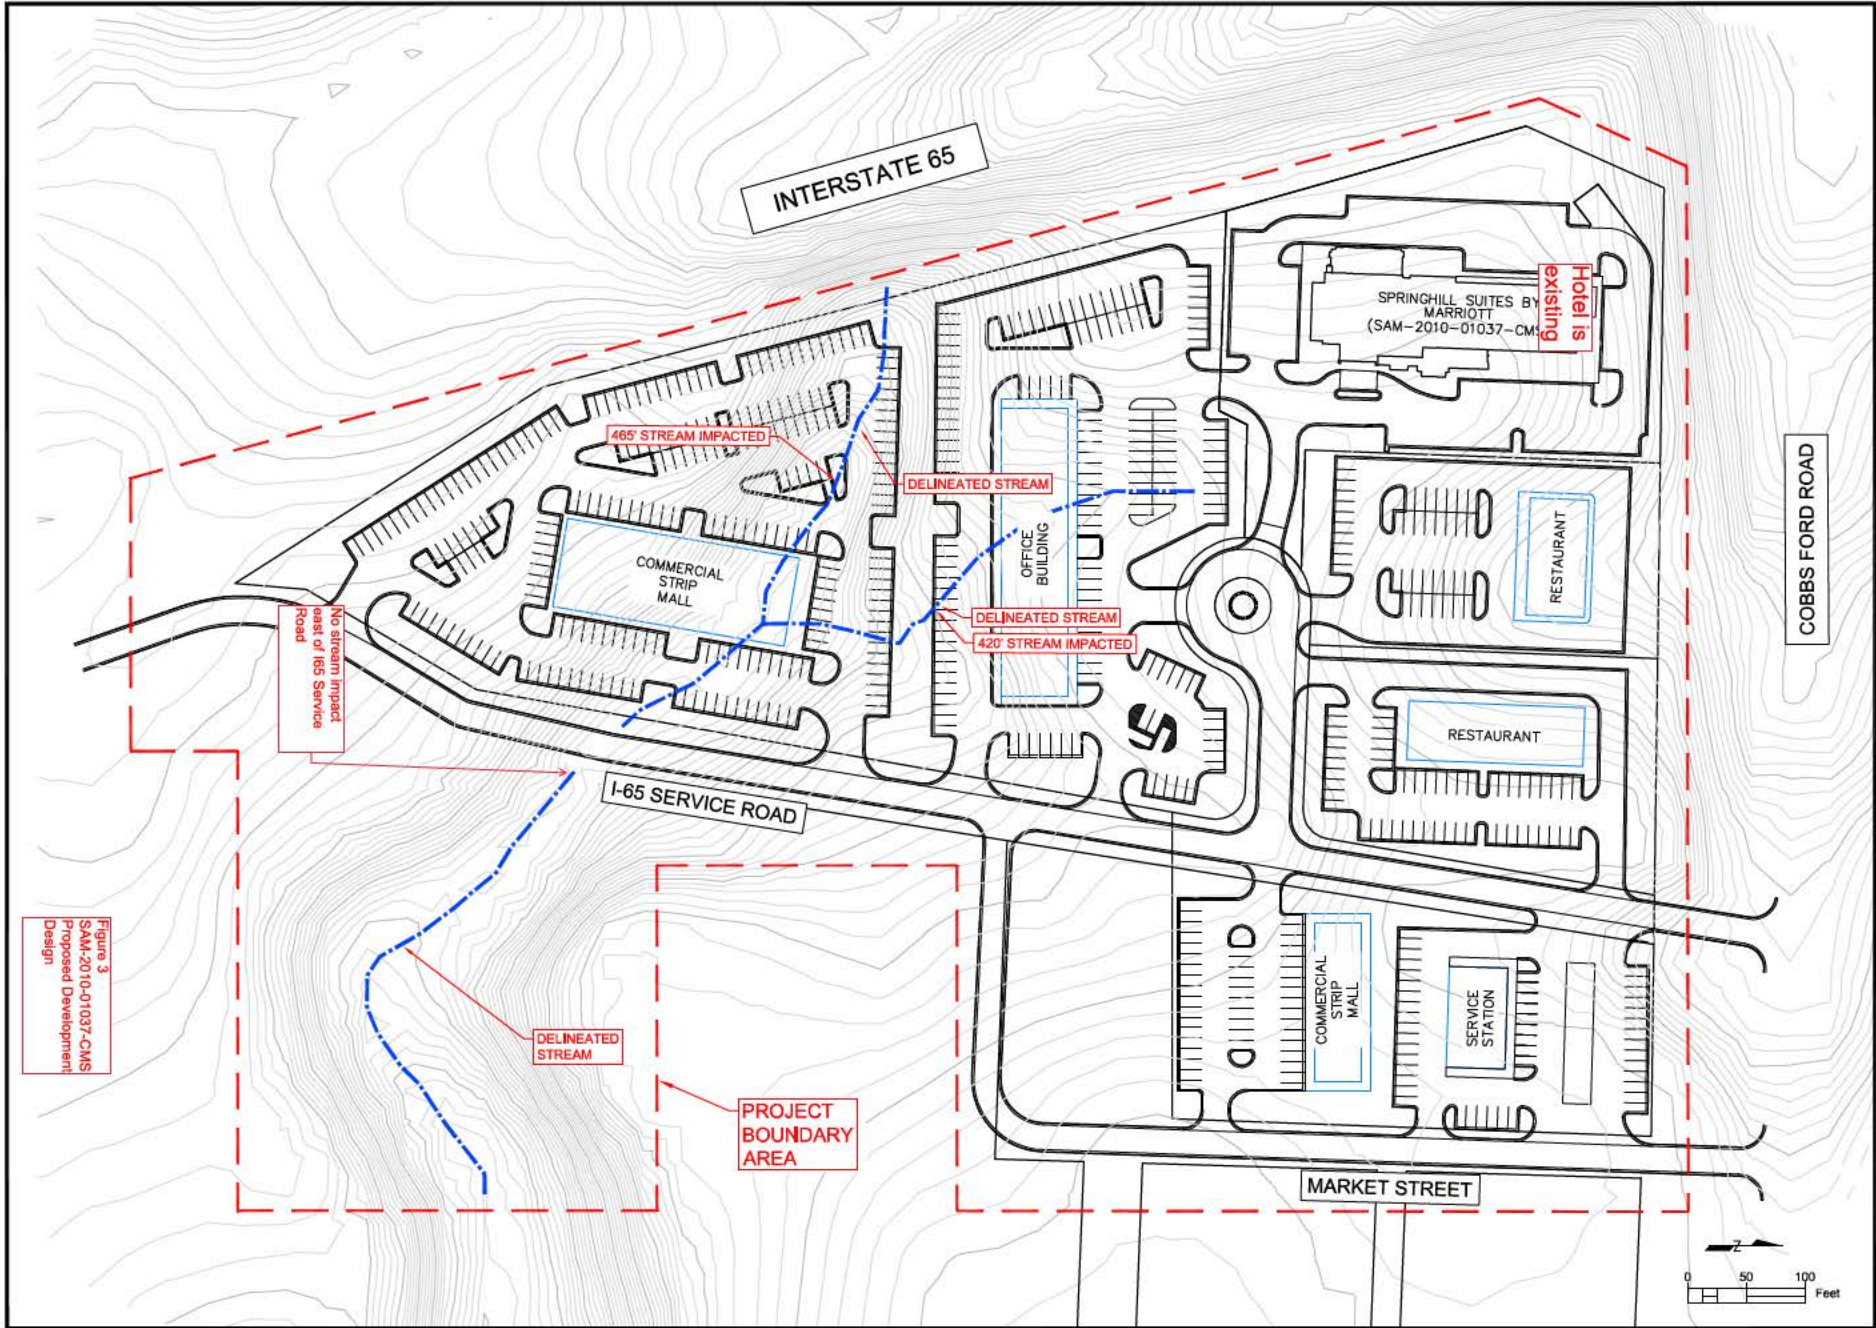 INTERSTATE 65
Hotel is
exisiting
SPRINGHILL SUITES BY
MARRIOTT
(SAM-2010-01037-CMS
465' STREAM IMPACTED
DELINEATED STREAM
COBBS FORD ROAD
OFFICE
BUILDING
RESTAURANT
COMMERCIAL
STRIP
MALL
DELINEATED STREAM
420' STREAM IMPACTED
No stream impact
east of I65 Service
Road
RESTAURANT
I-65 SERVICE ROAD
Figure 3
SAM-2010-01037-CMS
Proposed Development
Design
COMMERCIAL
STRIP
MALL
SERVICE
STATION
DELINEATED
STREAM
PROJECT
BOUNDARY
AREA
MARKET STREET
Z
0 50 100
Feet